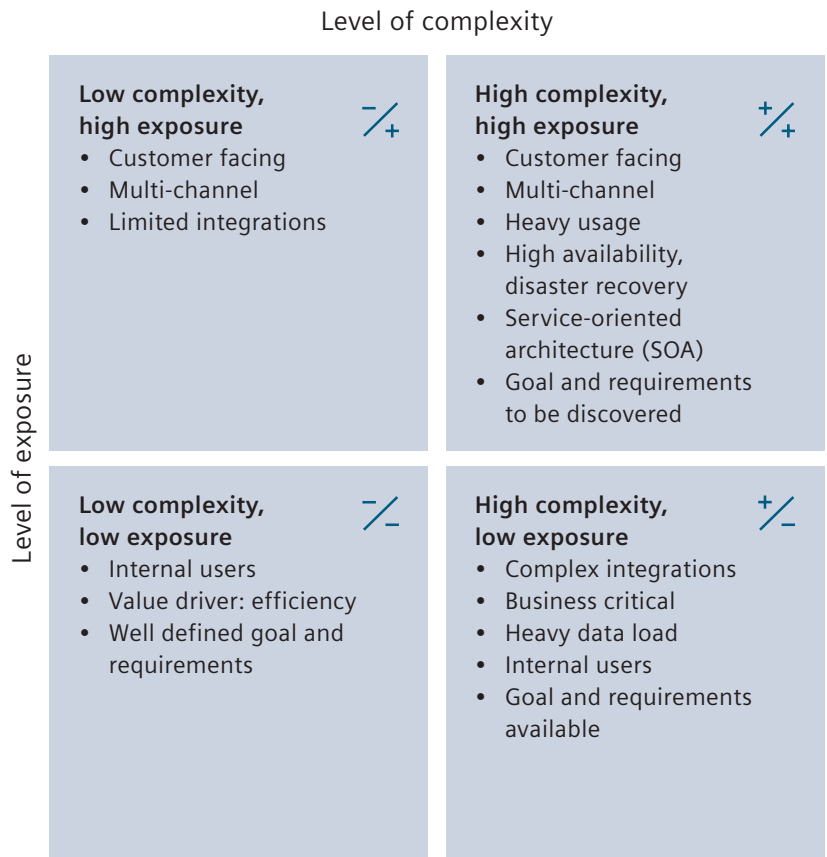 Level of complexity
Level of exposure
Low complexity,
high exposure
−/+
• Customer facing
• Multi-channel
• Limited integrations
High complexity,
high exposure
+/+
• Customer facing
• Multi-channel
• Heavy usage
• High availability,
disaster recovery
• Service-oriented
architecture (SOA)
• Goal and requirements
to be discovered
Low complexity,
low exposure
−/−
• Internal users
• Value driver: efficiency
• Well defined goal and
requirements
High complexity,
low exposure
+/−
• Complex integrations
• Business critical
• Heavy data load
• Internal users
• Goal and requirements
available